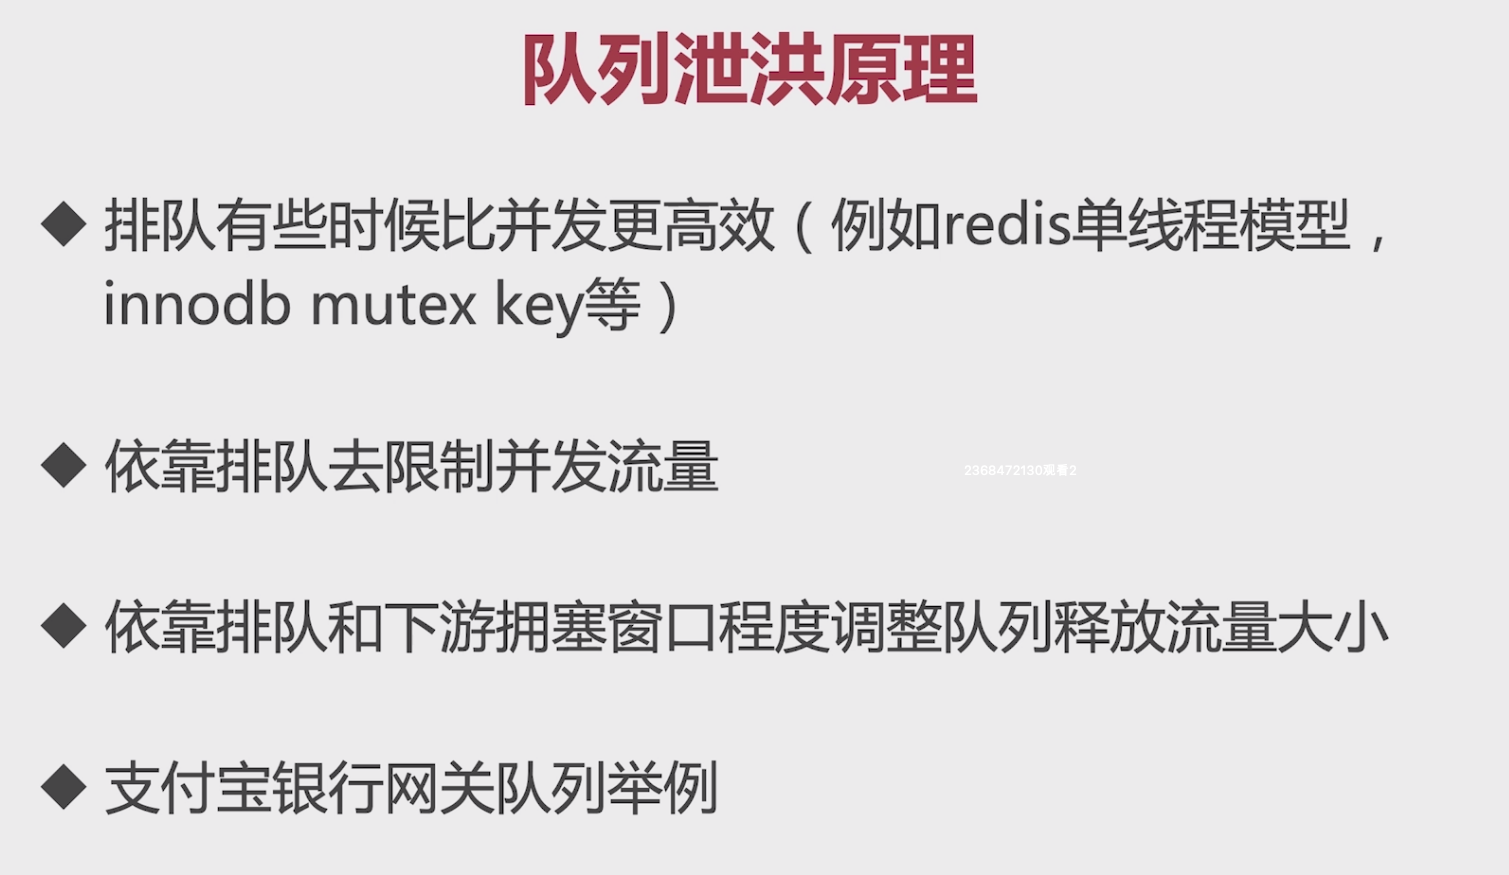 队列泄洪原理
◆ 排队有些时候比并发更高效（例如redis单线程模型，
innodb mutex key等）
◆ 依靠排队去限制并发流量
2368472130观看2
◆ 依靠排队和下游拥塞窗口程度调整队列释放流量大小
◆ 支付宝银行网关队列举例